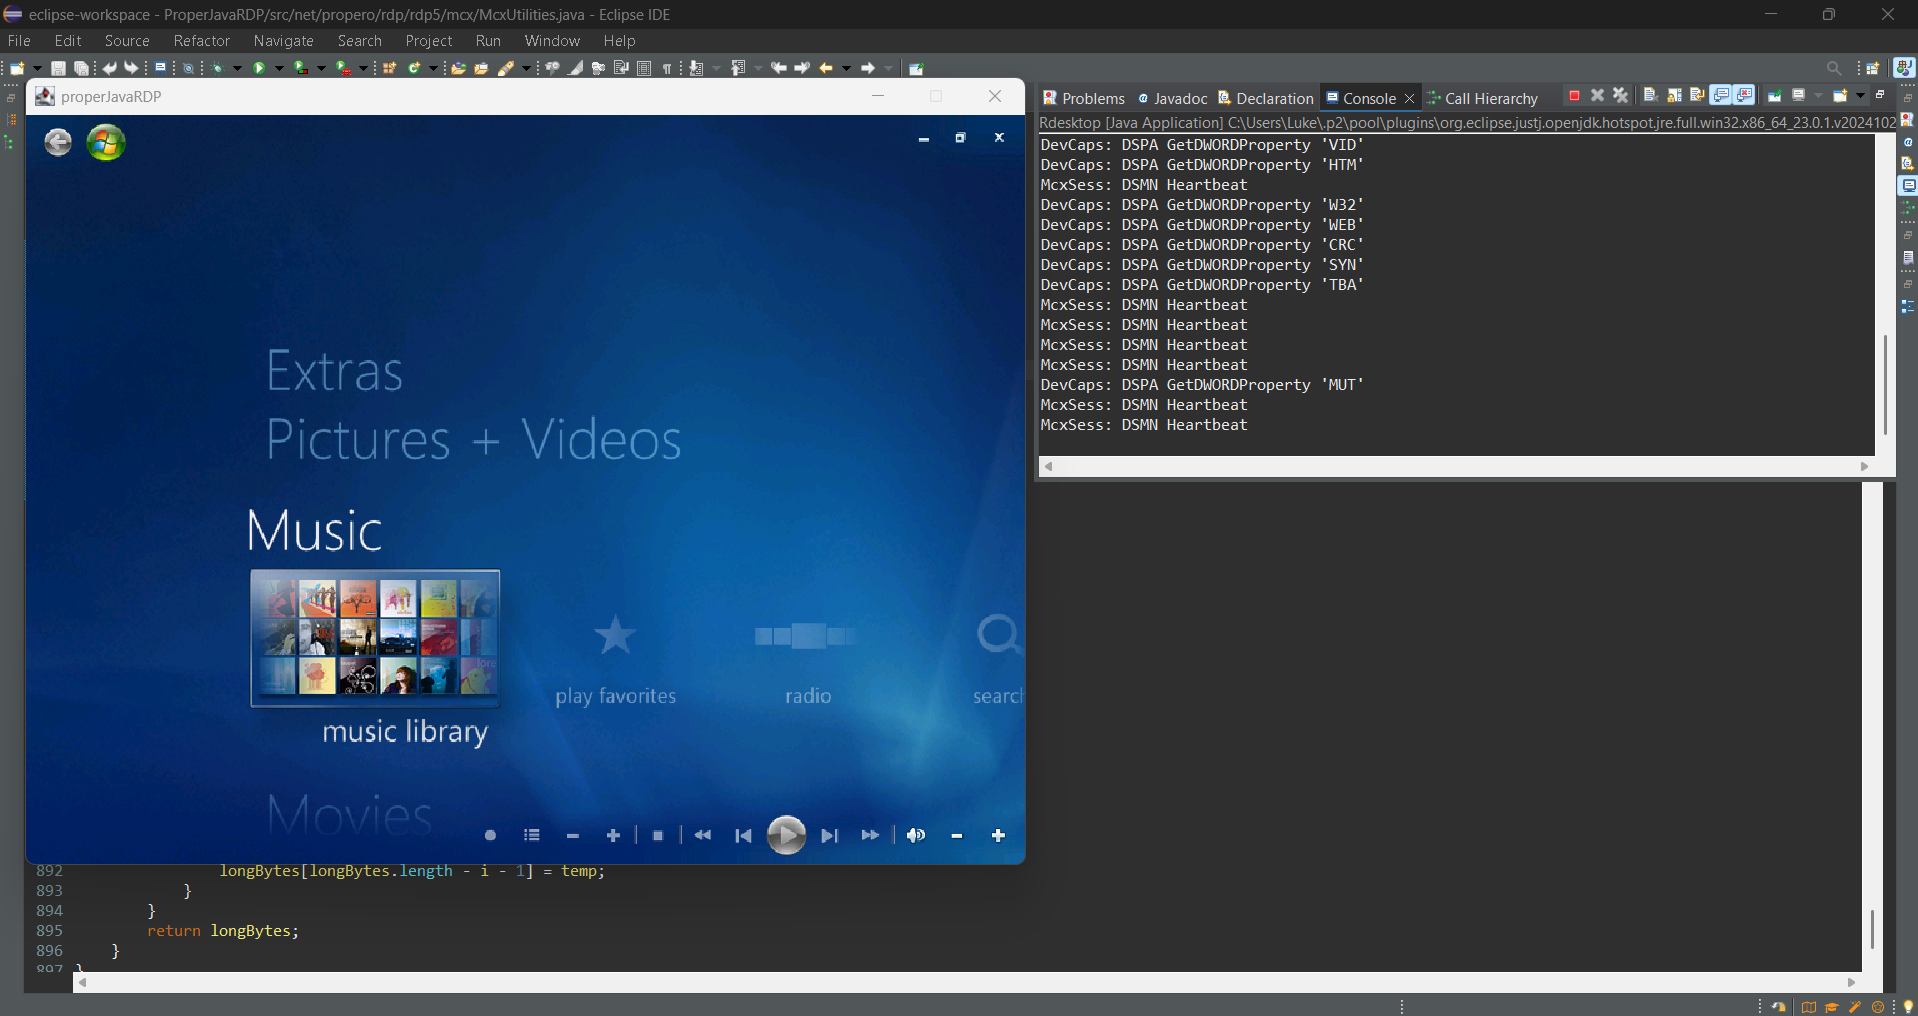 eclipse-workspace - ProperJavaRDP/src/net/propero/rdp/rdp5/mcx/McxUtilities.java - Eclipse IDE
File Edit Source Refactor Navigate Search Project Run Window Help
properJavaRDP
Extras
Pictures + Videos
Music
play favorites
radio
search
music library
Movies
Problems Javadoc Declaration Console Call Hierarchy
Rdesktop [Java Application] C:\Users\Luke\.p2\pool\plugins\org.eclipse.justj.openjdk.hotspot.jre.full.win32.x86_64_23.0.1.v2024102
DevCaps: DSPA GetDWORDProperty 'VID'
DevCaps: DSPA GetDWORDProperty 'HTM'
McxSess: DSMN Heartbeat
DevCaps: DSPA GetDWORDProperty 'W32'
DevCaps: DSPA GetDWORDProperty 'WEB'
DevCaps: DSPA GetDWORDProperty 'CRC'
DevCaps: DSPA GetDWORDProperty 'SYN'
DevCaps: DSPA GetDWORDProperty 'TBA'
McxSess: DSMN Heartbeat
McxSess: DSMN Heartbeat
McxSess: DSMN Heartbeat
McxSess: DSMN Heartbeat
DevCaps: DSPA GetDWORDProperty 'MUT'
McxSess: DSMN Heartbeat
McxSess: DSMN Heartbeat
892 longBytes[longBytes.length - i - 1] = temp;
893 }
894 }
895 return longBytes;
896 }
897 }